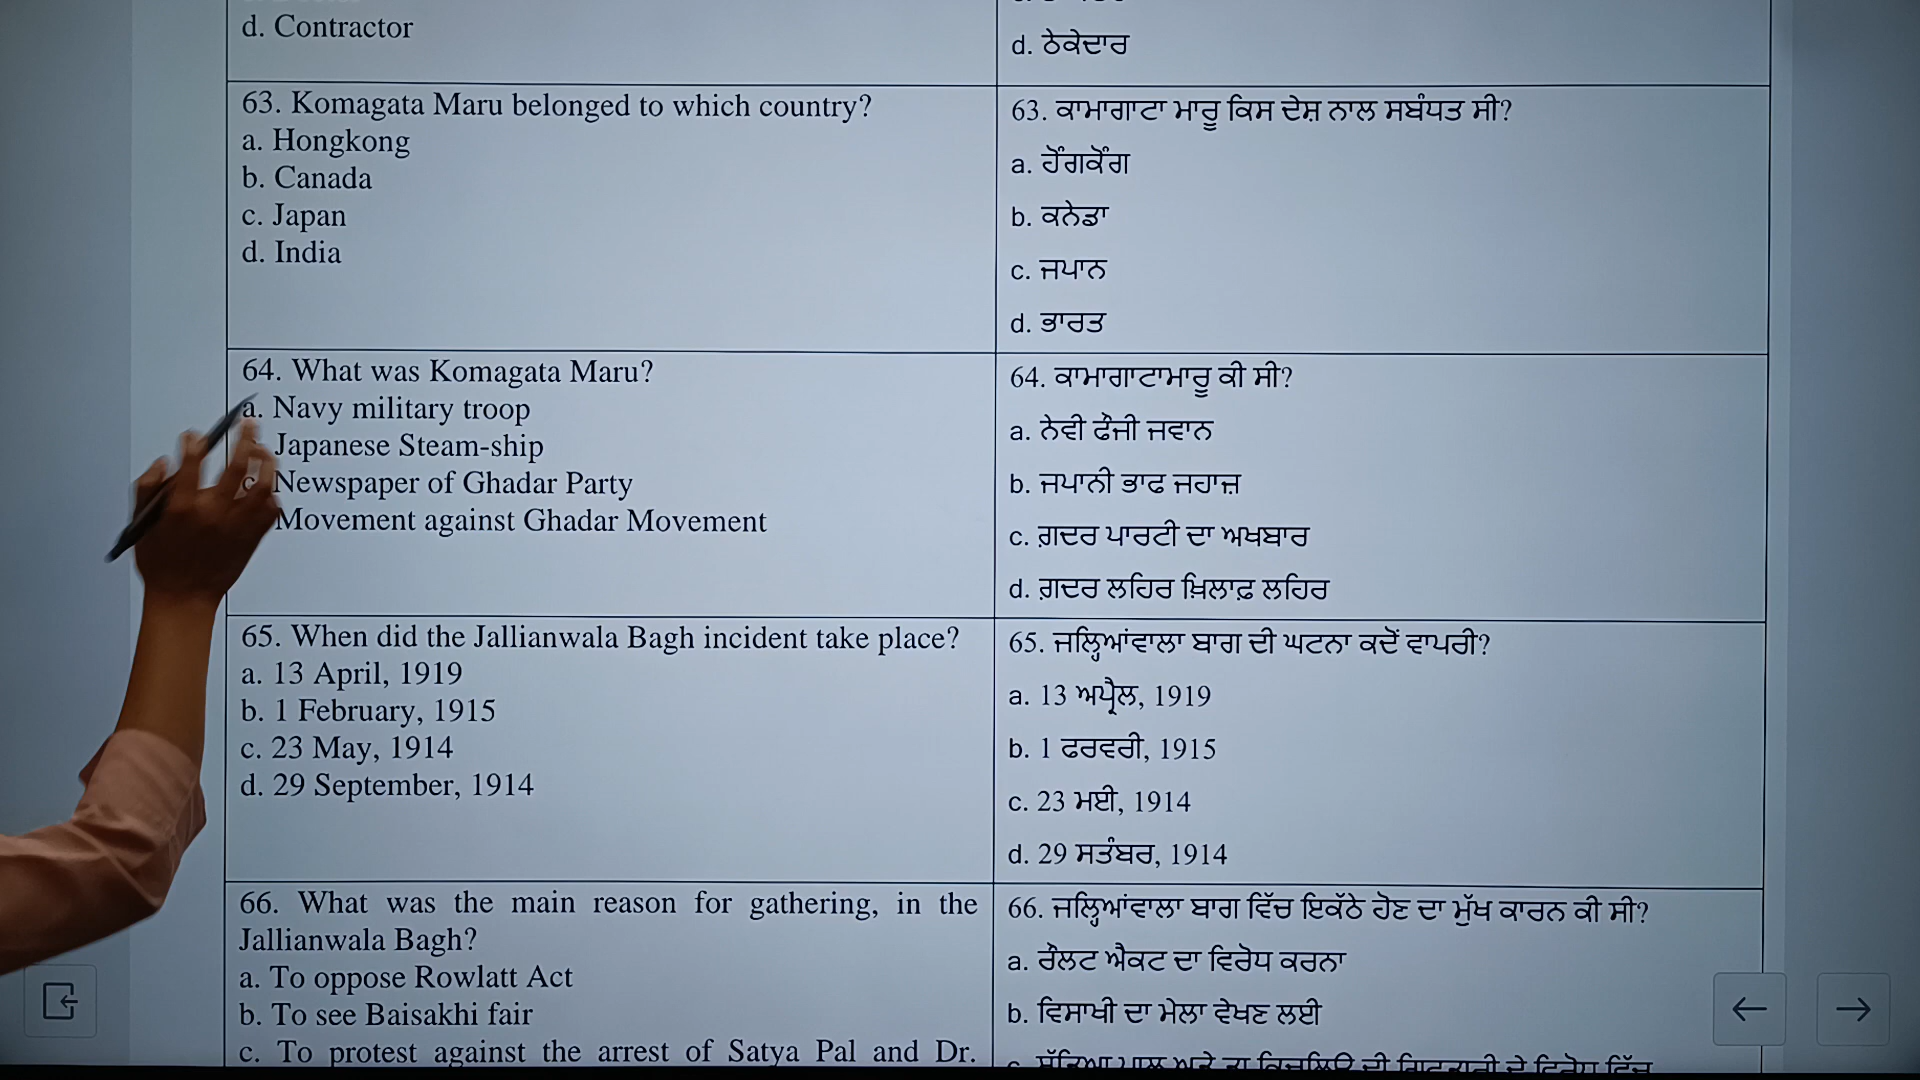 d. Contractor
d. ਠੇਕੇਦਾਰ
63. Komagata Maru belonged to which country?
a. Hongkong
b. Canada
c. Japan
d. India
63. ਕਾਮਾਗਾਟਾ ਮਾਰੂ ਕਿਸ ਦੇਸ਼ ਨਾਲ ਸਬੰਧਤ ਸੀ?
a. ਹੋਂਗਕੋਂਗ
b. ਕਨੇਡਾ
c. ਜਪਾਨ
d. ਭਾਰਤ
64. What was Komagata Maru?
a. Navy military troop
Japanese Steam-ship
c. Newspaper of Ghadar Party
Movement against Ghadar Movement
64. ਕਾਮਾਗਾਟਾਮਾਰੂ ਕੀ ਸੀ?
a. ਨੇਵੀ ਫੌਜੀ ਜਵਾਨ
b. ਜਪਾਨੀ ਭਾਫ ਜਹਾਜ਼
c. ਗ਼ਦਰ ਪਾਰਟੀ ਦਾ ਅਖਬਾਰ
d. ਗ਼ਦਰ ਲਹਿਰ ਖ਼ਿਲਾਫ਼ ਲਹਿਰ
65. When did the Jallianwala Bagh incident take place?
a. 13 April, 1919
b. 1 February, 1915
c. 23 May, 1914
d. 29 September, 1914
65. ਜਲ੍ਹਿਆਂਵਾਲਾ ਬਾਗ ਦੀ ਘਟਨਾ ਕਦੋਂ ਵਾਪਰੀ?
a. 13 ਅਪ੍ਰੈਲ, 1919
b. 1 ਫਰਵਰੀ, 1915
c. 23 ਮਈ, 1914
d. 29 ਸਤੰਬਰ, 1914
66. What was the main reason for gathering, in the
Jallianwala Bagh?
a. To oppose Rowlatt Act
b. To see Baisakhi fair
c. To protest against the arrest of Satya Pal and Dr.
66. ਜਲ੍ਹਿਆਂਵਾਲਾ ਬਾਗ ਵਿੱਚ ਇਕੱਠੇ ਹੋਣ ਦਾ ਮੁੱਖ ਕਾਰਨ ਕੀ ਸੀ?
a. ਰੌਲਟ ਐਕਟ ਦਾ ਵਿਰੋਧ ਕਰਨਾ
b. ਵਿਸਾਖੀ ਦਾ ਮੇਲਾ ਵੇਖਣ ਲਈ